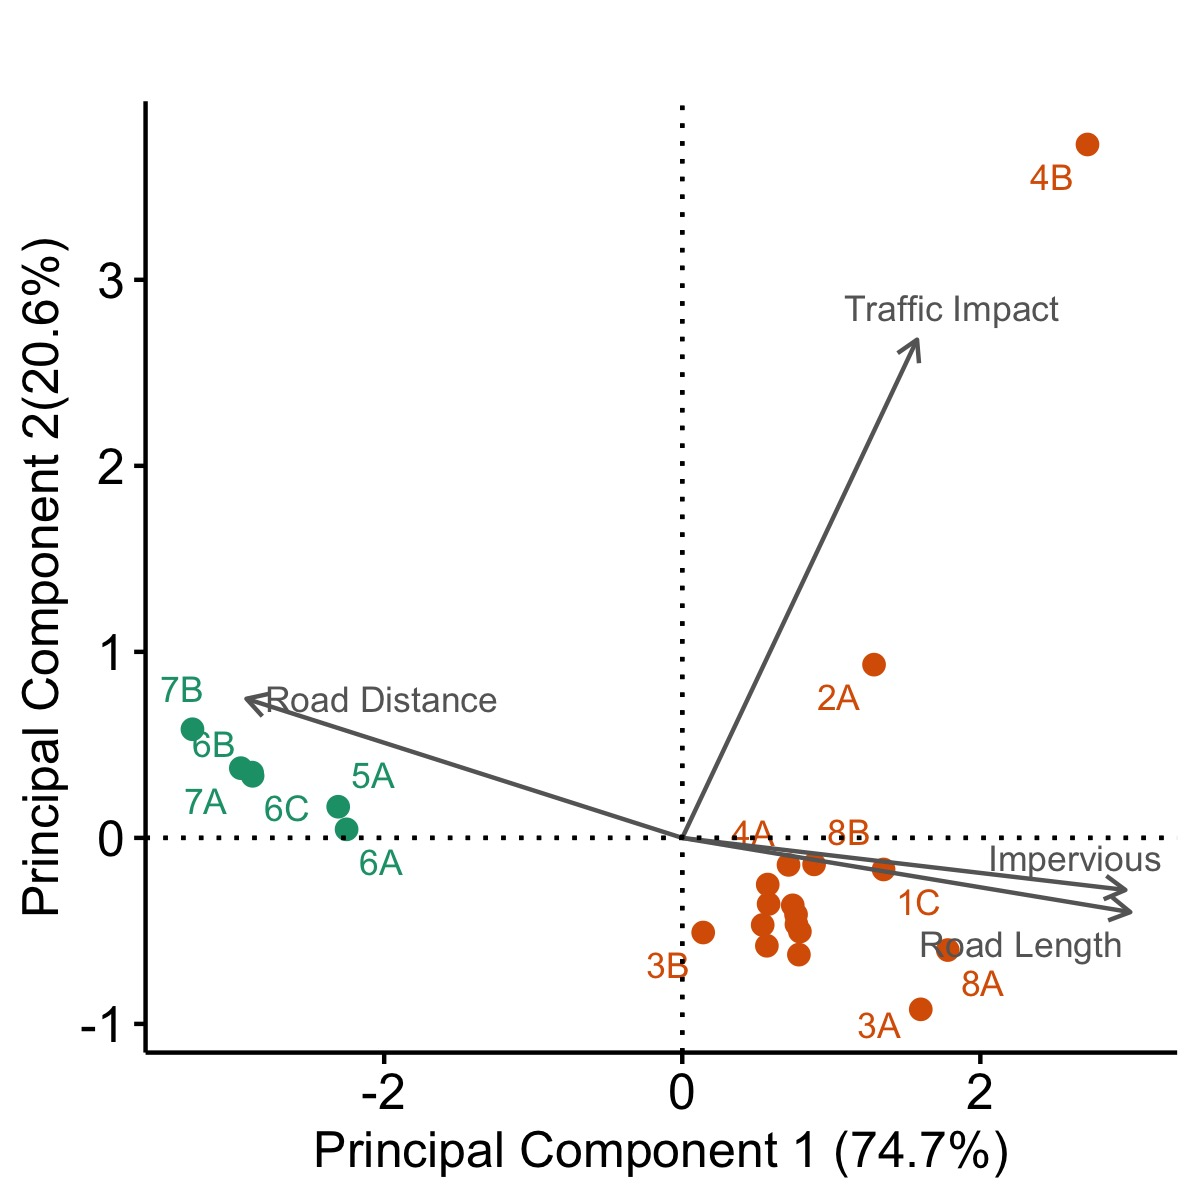 4B
3
Traffic Impact
2
Principal Component 2(20.6%)
1
7B
Road Distance
2A
6B
5A
7A
6C
0
4A
8B
6A
Impervious
1C
3B
Road Length
8A
-1
3A
-2
0
2
Principal Component 1 (74.7%)